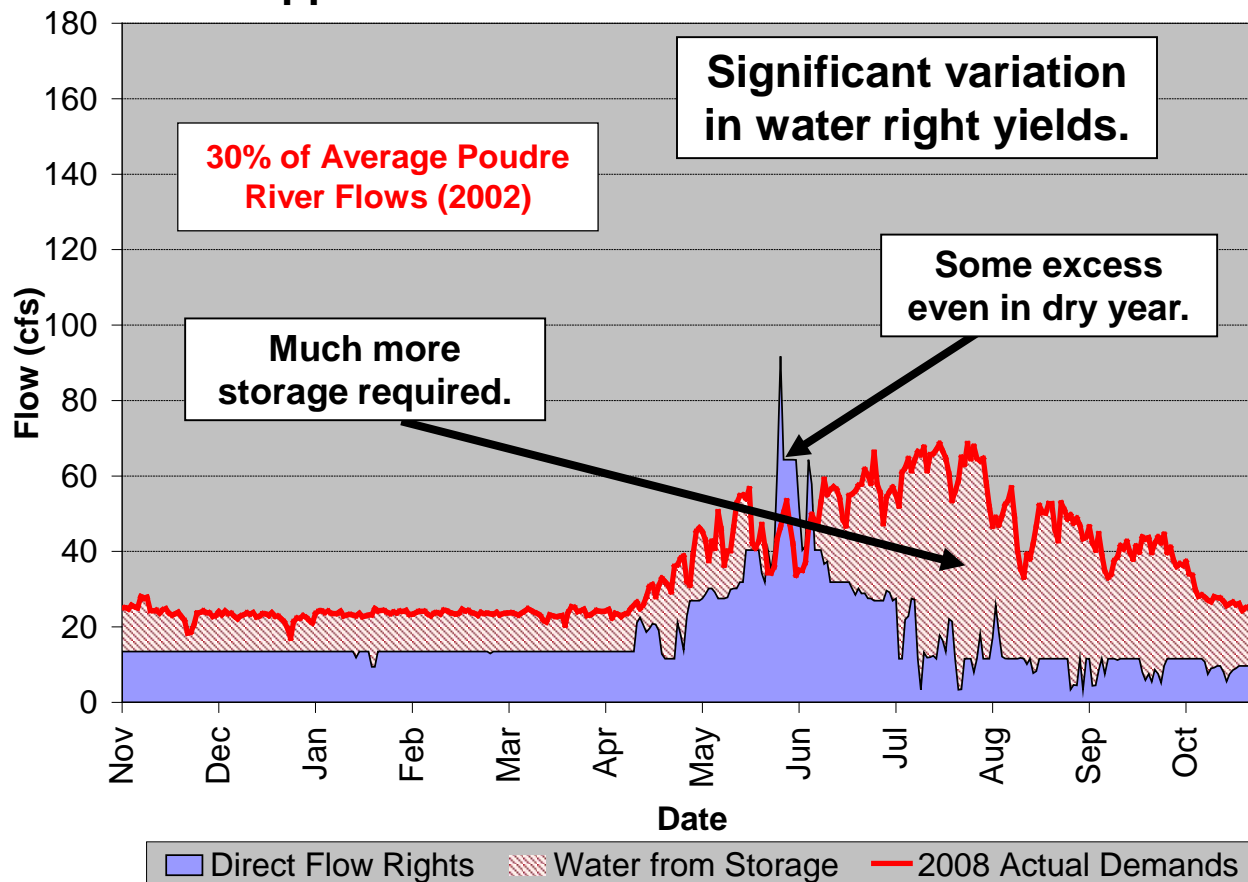 180
160
140
120
100
80
60
40
20
0
Flow (cfs)
Significant variation
in water right yields.
30% of Average Poudre
River Flows (2002)
Some excess
even in dry year.
Much more
storage required.
Nov
Dec
Jan
Feb
Mar
Apr
May
Jun
Jul
Aug
Sep
Oct
Date
Direct Flow Rights
Water from Storage
2008 Actual Demands